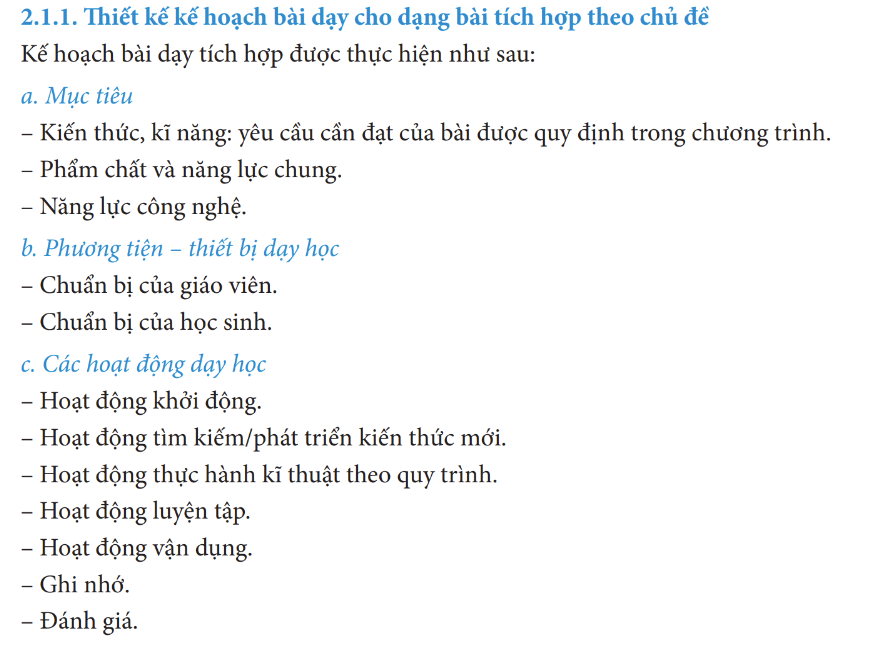 2.1.1. Thiết kế kế hoạch bài dạy cho dạng bài tích hợp theo chủ đề
Kế hoạch bài dạy tích hợp được thực hiện như sau:
a. Mục tiêu
– Kiến thức, kĩ năng: yêu cầu cần đạt của bài được quy định trong chương trình.
– Phẩm chất và năng lực chung.
– Năng lực công nghệ.
b. Phương tiện – thiết bị dạy học
– Chuẩn bị của giáo viên.
– Chuẩn bị của học sinh.
c. Các hoạt động dạy học
– Hoạt động khởi động.
– Hoạt động tìm kiếm/phát triển kiến thức mới.
– Hoạt động thực hành kĩ thuật theo quy trình.
– Hoạt động luyện tập.
– Hoạt động vận dụng.
– Ghi nhớ.
– Đánh giá.